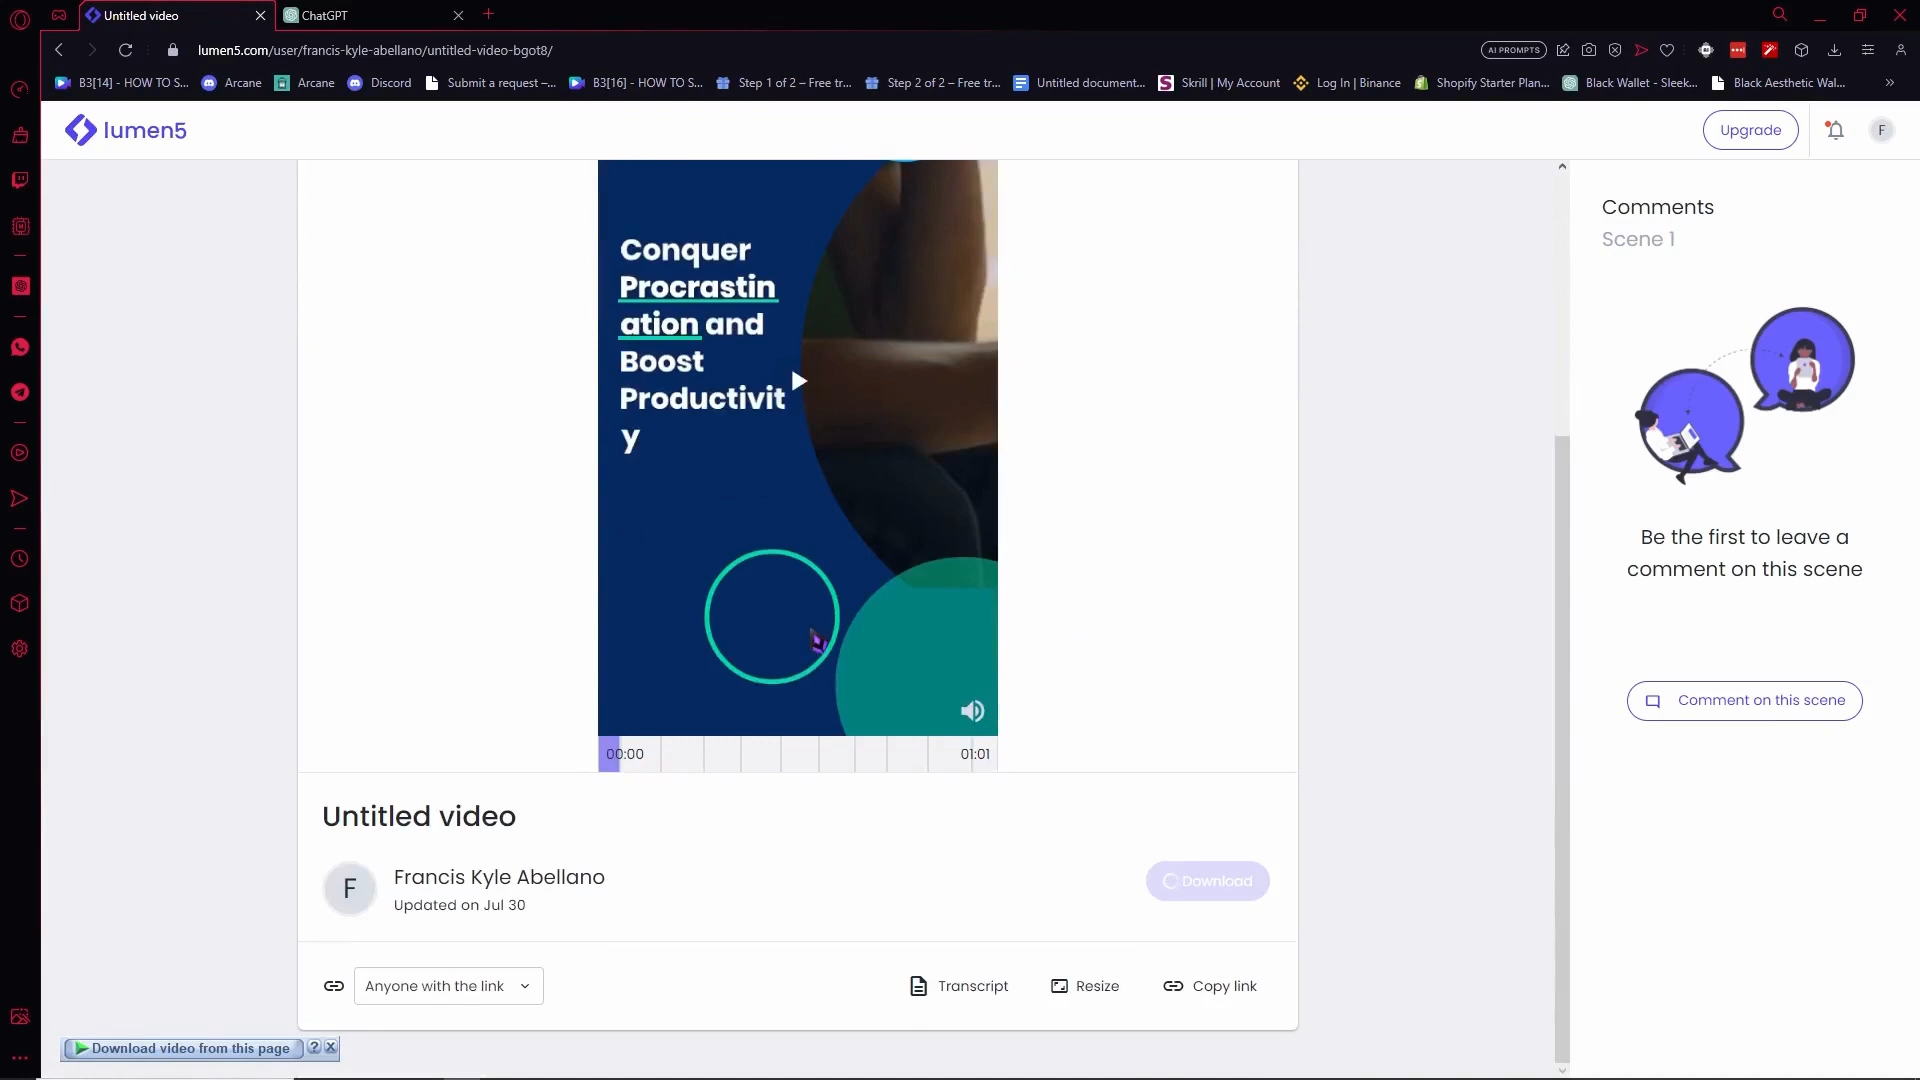 Untitled video
ChatGPT
lumen5.com/user/francis-kyle-abellano/untitled-video-bgot8/
AI PROMPTS
B3[14] - HOW TO S...
Arcane
Arcane
Discord
Submit a request –...
B3[16] - HOW TO S...
Step 1 of 2 – Free tr...
Step 2 of 2 – Free tr...
Untitled document...
Skrill | My Account
Log In | Binance
Shopify Starter Plan...
Black Wallet - Sleek...
Black Aesthetic Wal...
lumen5
Upgrade
F
Conquer
Procrastin
ation and
Boost
Productivit
y
00:00
01:01
Untitled video
F
Francis Kyle Abellano
Updated on Jul 30
Download
Anyone with the link
Transcript
Resize
Copy link
Download video from this page
?
X
Comments
Scene 1
Be the first to leave a
comment on this scene
Comment on this scene